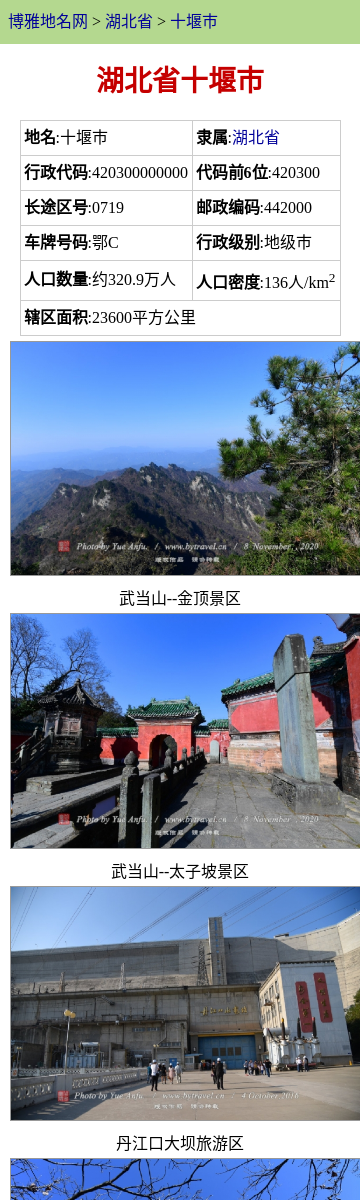 博雅地名网 > 湖北省 > 十堰市
湖北省十堰市
地名:十堰市 隶属:湖北省
行政代码:420300000000 代码前6位:420300
长途区号:0719 邮政编码:442000
车牌号码:鄂C 行政级别:地级市
人口数量:约320.9万人 人口密度:136人/km²
辖区面积:23600平方公里
Photo by Yue Anfu. / www.bytravel.cn / 8 November , 2020
武当山--金顶景区
Photo by Yue Anfu. / www.bytravel.cn / 8 November , 2020
武当山--太子坡景区
Photo by Yue Anfu. / www.bytravel.cn / 4 October, 2016
丹江口大坝旅游区